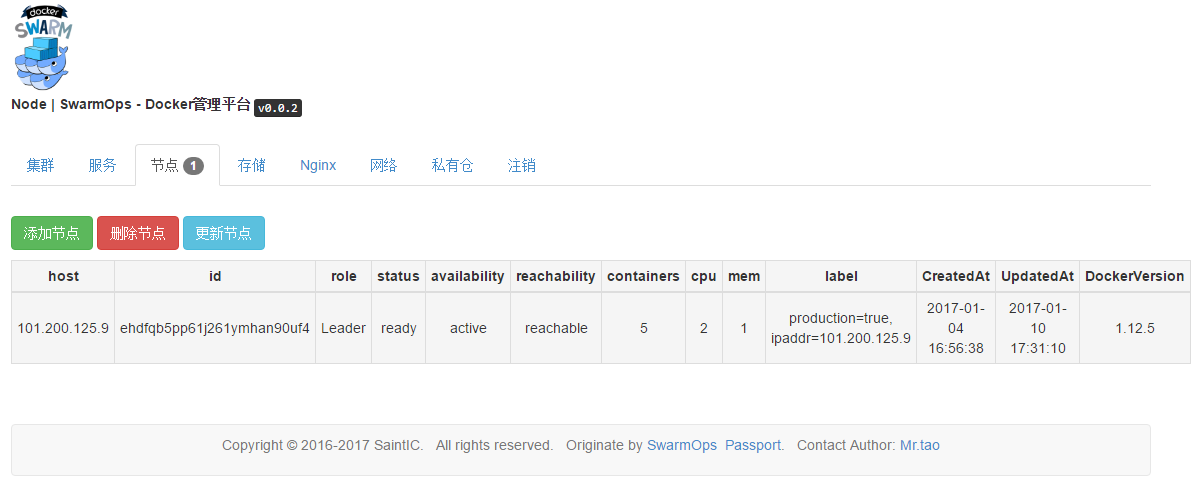 docker
SWARM
Node | SwarmOps - Docker管理平台 v0.0.2
集群 服务 节点 1 存储 Nginx 网络 私有仓 注销
添加节点 删除节点 更新节点
host id role status availability reachability containers cpu mem label CreatedAt UpdatedAt DockerVersion
101.200.125.9 ehdfqb5pp61j261ymhan90uf4 Leader ready active reachable 5 2 1 production=true, ipaddr=101.200.125.9 2017-01-04 16:56:38 2017-01-10 17:31:10 1.12.5
Copyright © 2016-2017 SaintIC. All rights reserved. Originate by SwarmOps Passport. Contact Author: Mr.tao